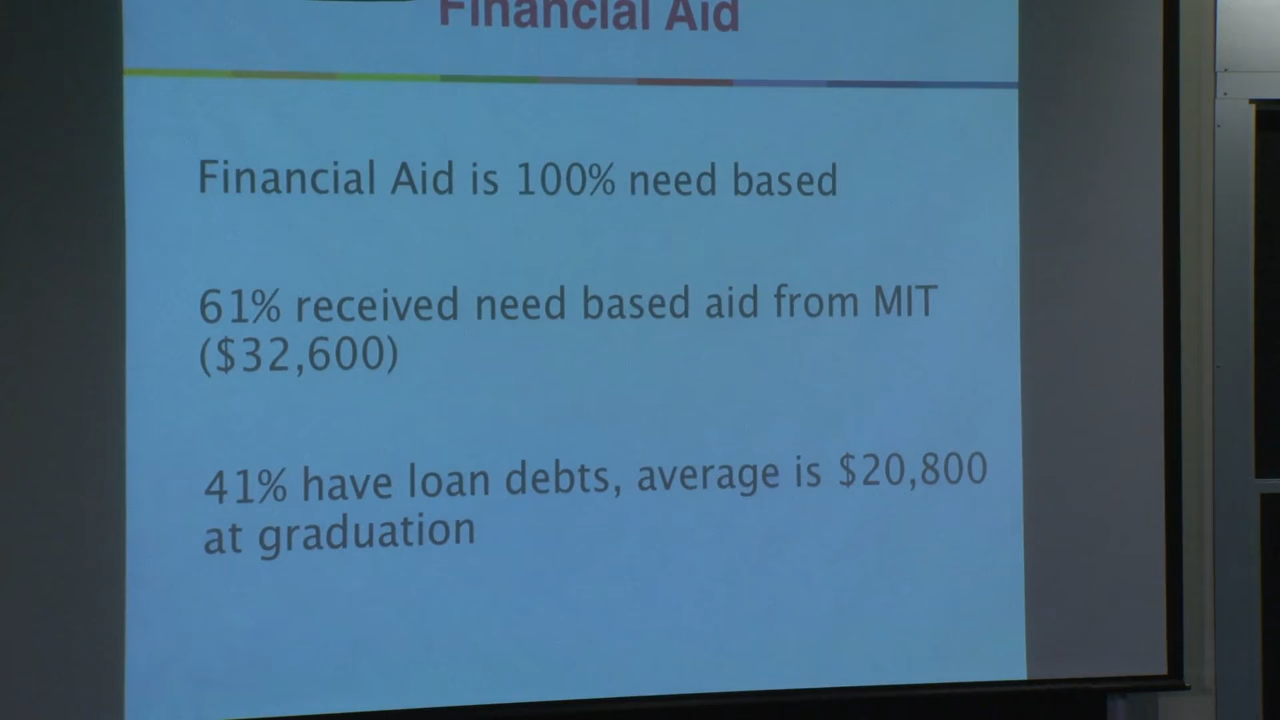 Financial Aid
Financial Aid is 100% need based
61% received need based aid from MIT
($32,600)
41% have loan debts, average is $20,800
at graduation